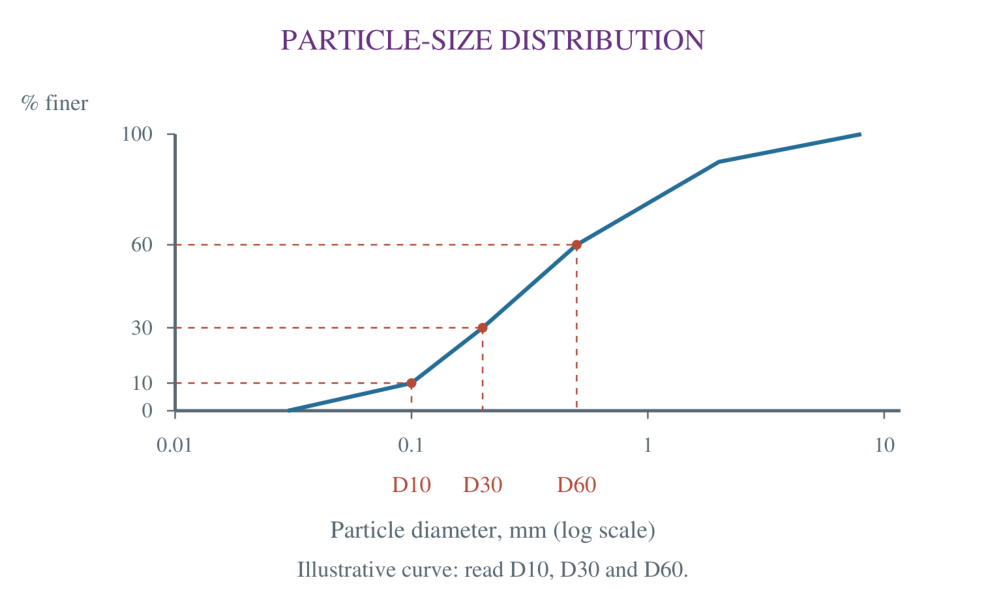 PARTICLE-SIZE DISTRIBUTION
% finer
100
60
30
10
0
0.01 0.1 1 10
D10 D30 D60
Particle diameter, mm (log scale)
Illustrative curve: read D10, D30 and D60.